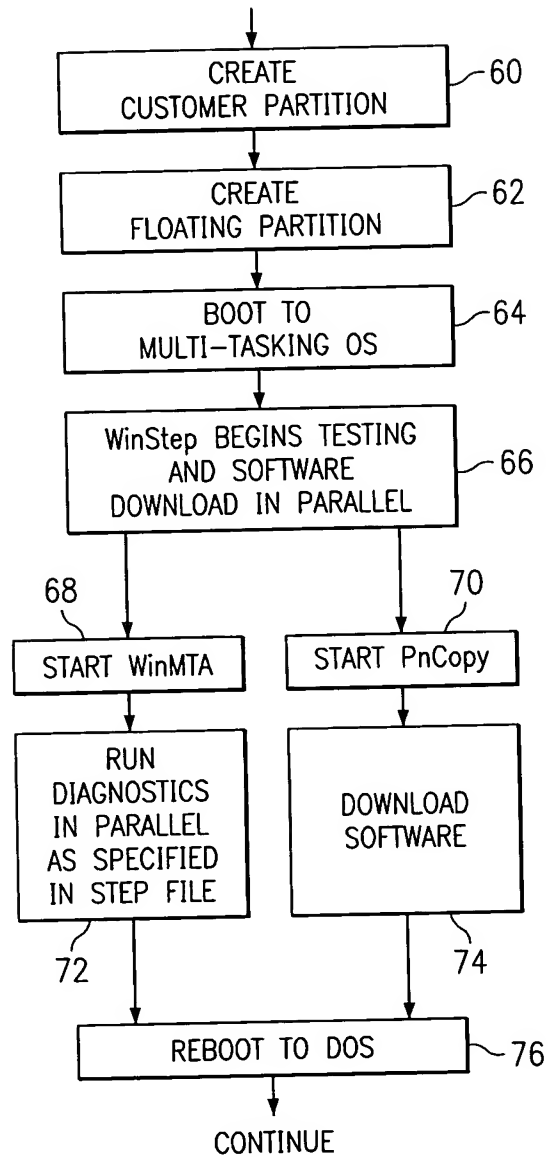 CREATE
CUSTOMER PARTITION
60
CREATE
FLOATING PARTITION
62
BOOT TO
MULTI-TASKING OS
64
WinStep BEGINS TESTING
AND SOFTWARE
DOWNLOAD IN PARALLEL
66
68
START WinMTA
70
START PnCopy
RUN
DIAGNOSTICS
IN PARALLEL
AS SPECIFIED
IN STEP FILE
72
DOWNLOAD
SOFTWARE
74
REBOOT TO DOS
76
CONTINUE